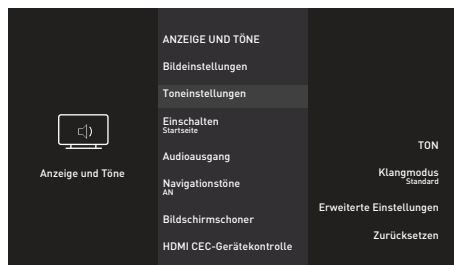 Anzeige und Töne
ANZEIGE UND TÖNE
Bildeinstellungen
Toneinstellungen
Einschalten
Startseite
Audioausgang
Navigationstöne
AN
Bildschirmschoner
HDMI CEC-Gerätekontrolle
TON
Klangmodus
Standard
Erweiterte Einstellungen
Zurücksetzen